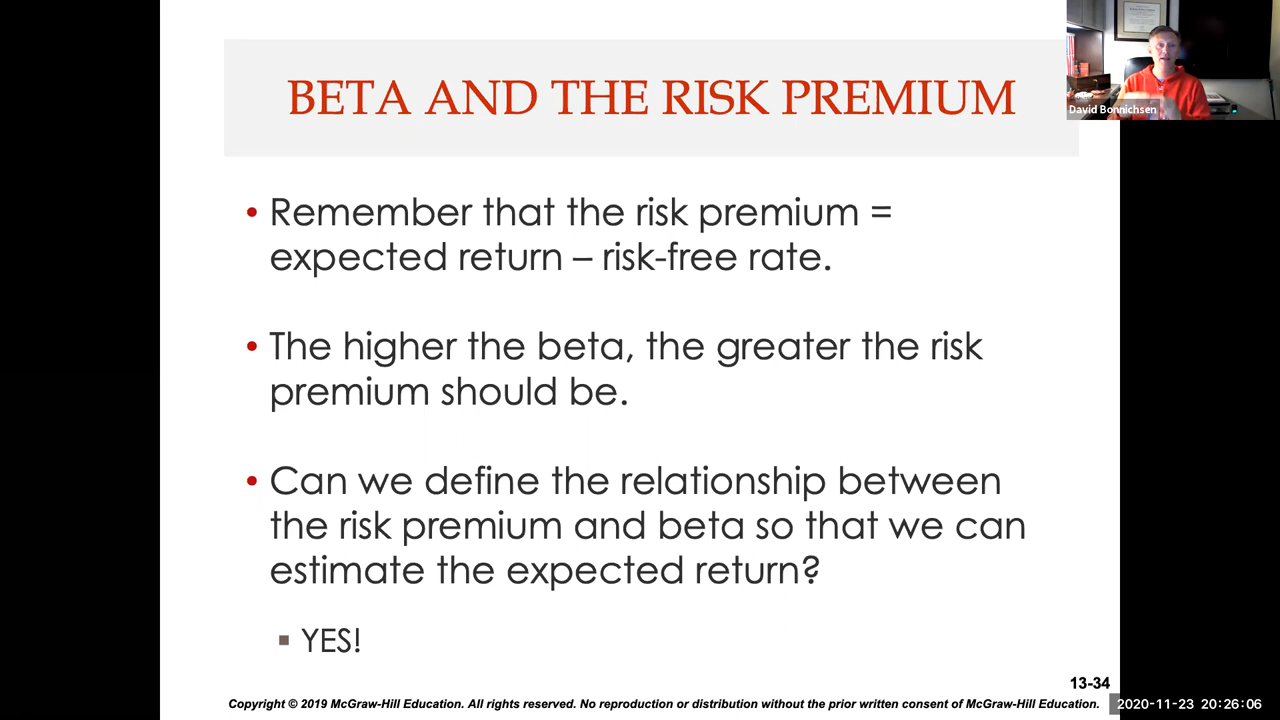 BETA AND THE RISK PREMIUM
David Bonnichsen
• Remember that the risk premium =
expected return – risk-free rate.
• The higher the beta, the greater the risk
premium should be.
• Can we define the relationship between
the risk premium and beta so that we can
estimate the expected return?
▪ YES!
13-34
Copyright © 2019 McGraw-Hill Education. All rights reserved. No reproduction or distribution without the prior written consent of McGraw-Hill Education.
2020-11-23 20:26:06